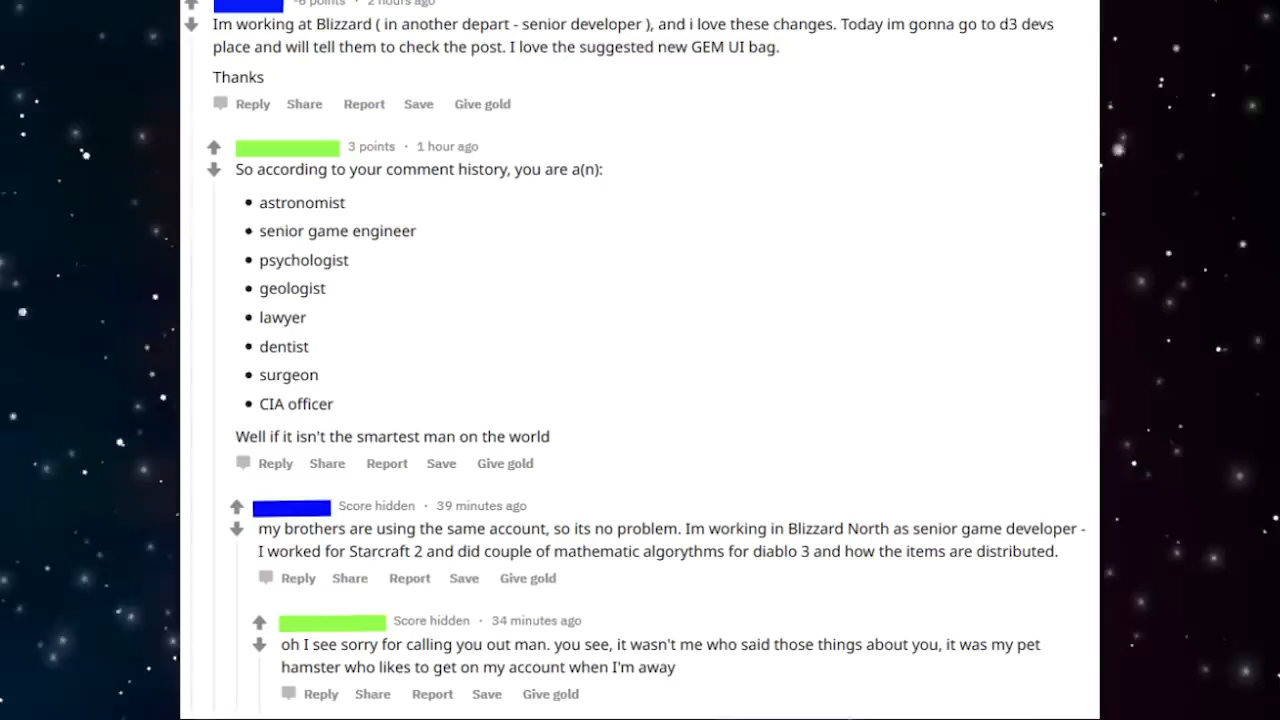 -6 points · 2 hours ago
Im working at Blizzard ( in another depart - senior developer ), and i love these changes. Today im gonna go to d3 devs
place and will tell them to check the post. I love the suggested new GEM UI bag.
Thanks
Reply Share Report Save Give gold
3 points · 1 hour ago
So according to your comment history, you are a(n):
• astronomist
• senior game engineer
• psychologist
• geologist
• lawyer
• dentist
• surgeon
• CIA officer
Well if it isn't the smartest man on the world
Reply Share Report Save Give gold
Score hidden · 39 minutes ago
my brothers are using the same account, so its no problem. Im working in Blizzard North as senior game developer -
I worked for Starcraft 2 and did couple of mathematic algorythms for diablo 3 and how the items are distributed.
Reply Share Report Save Give gold
Score hidden · 34 minutes ago
oh I see sorry for calling you out man. you see, it wasn't me who said those things about you, it was my pet
hamster who likes to get on my account when I'm away
Reply Share Report Save Give gold